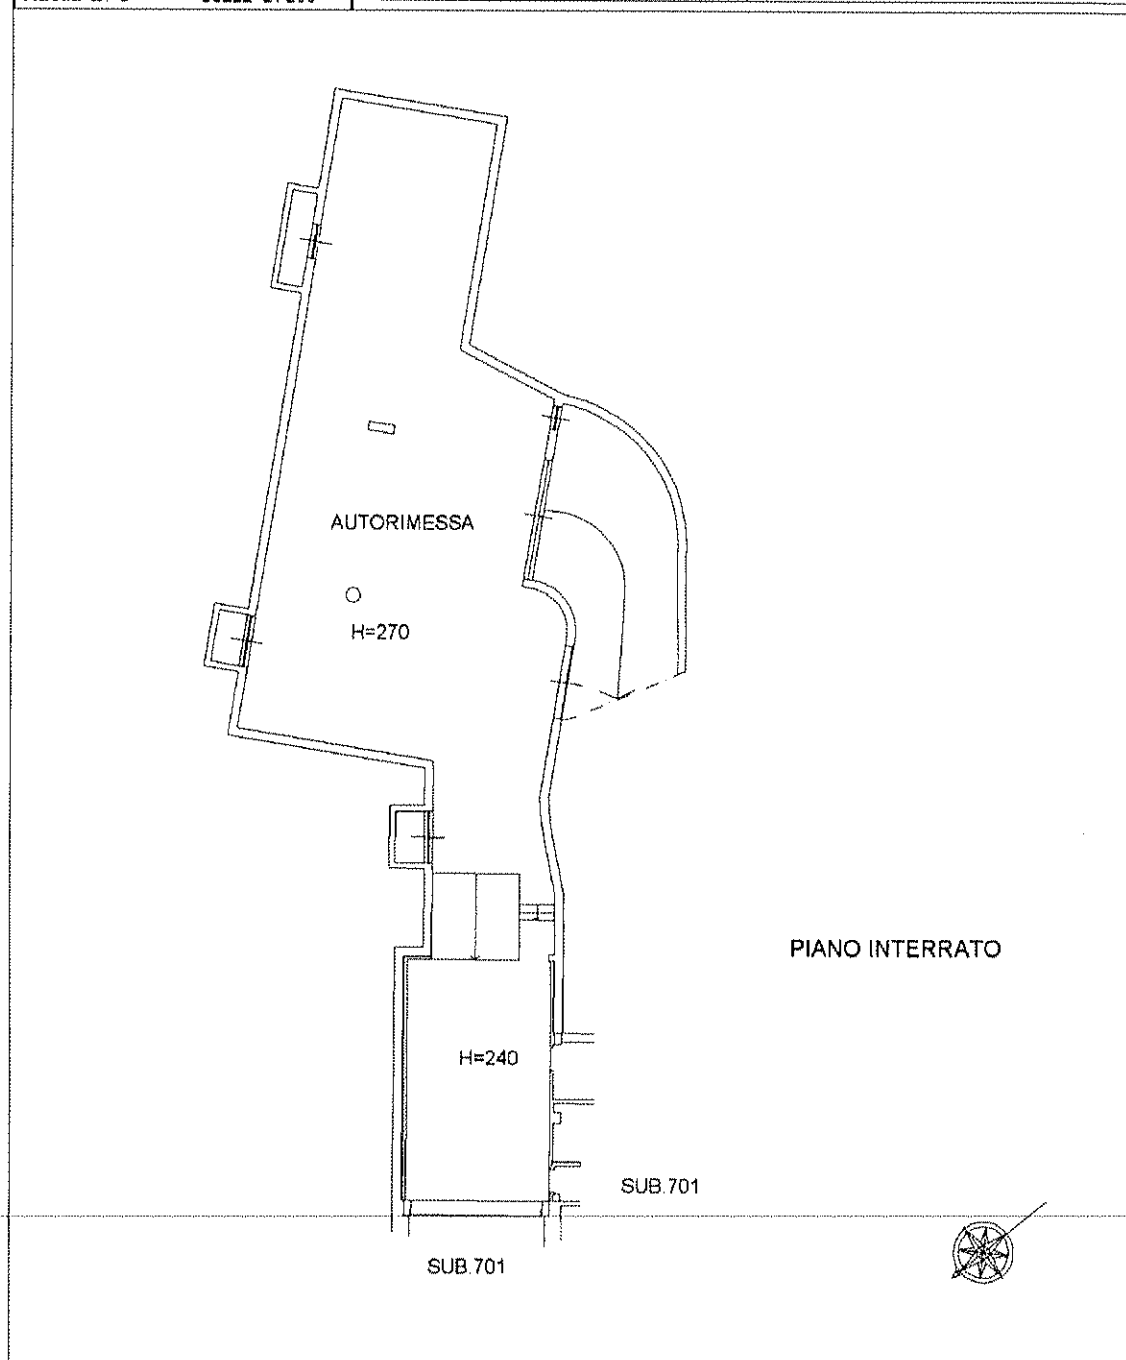 AUTORIMESSA
H=270
PIANO INTERRATO
H=240
SUB.701
SUB.701